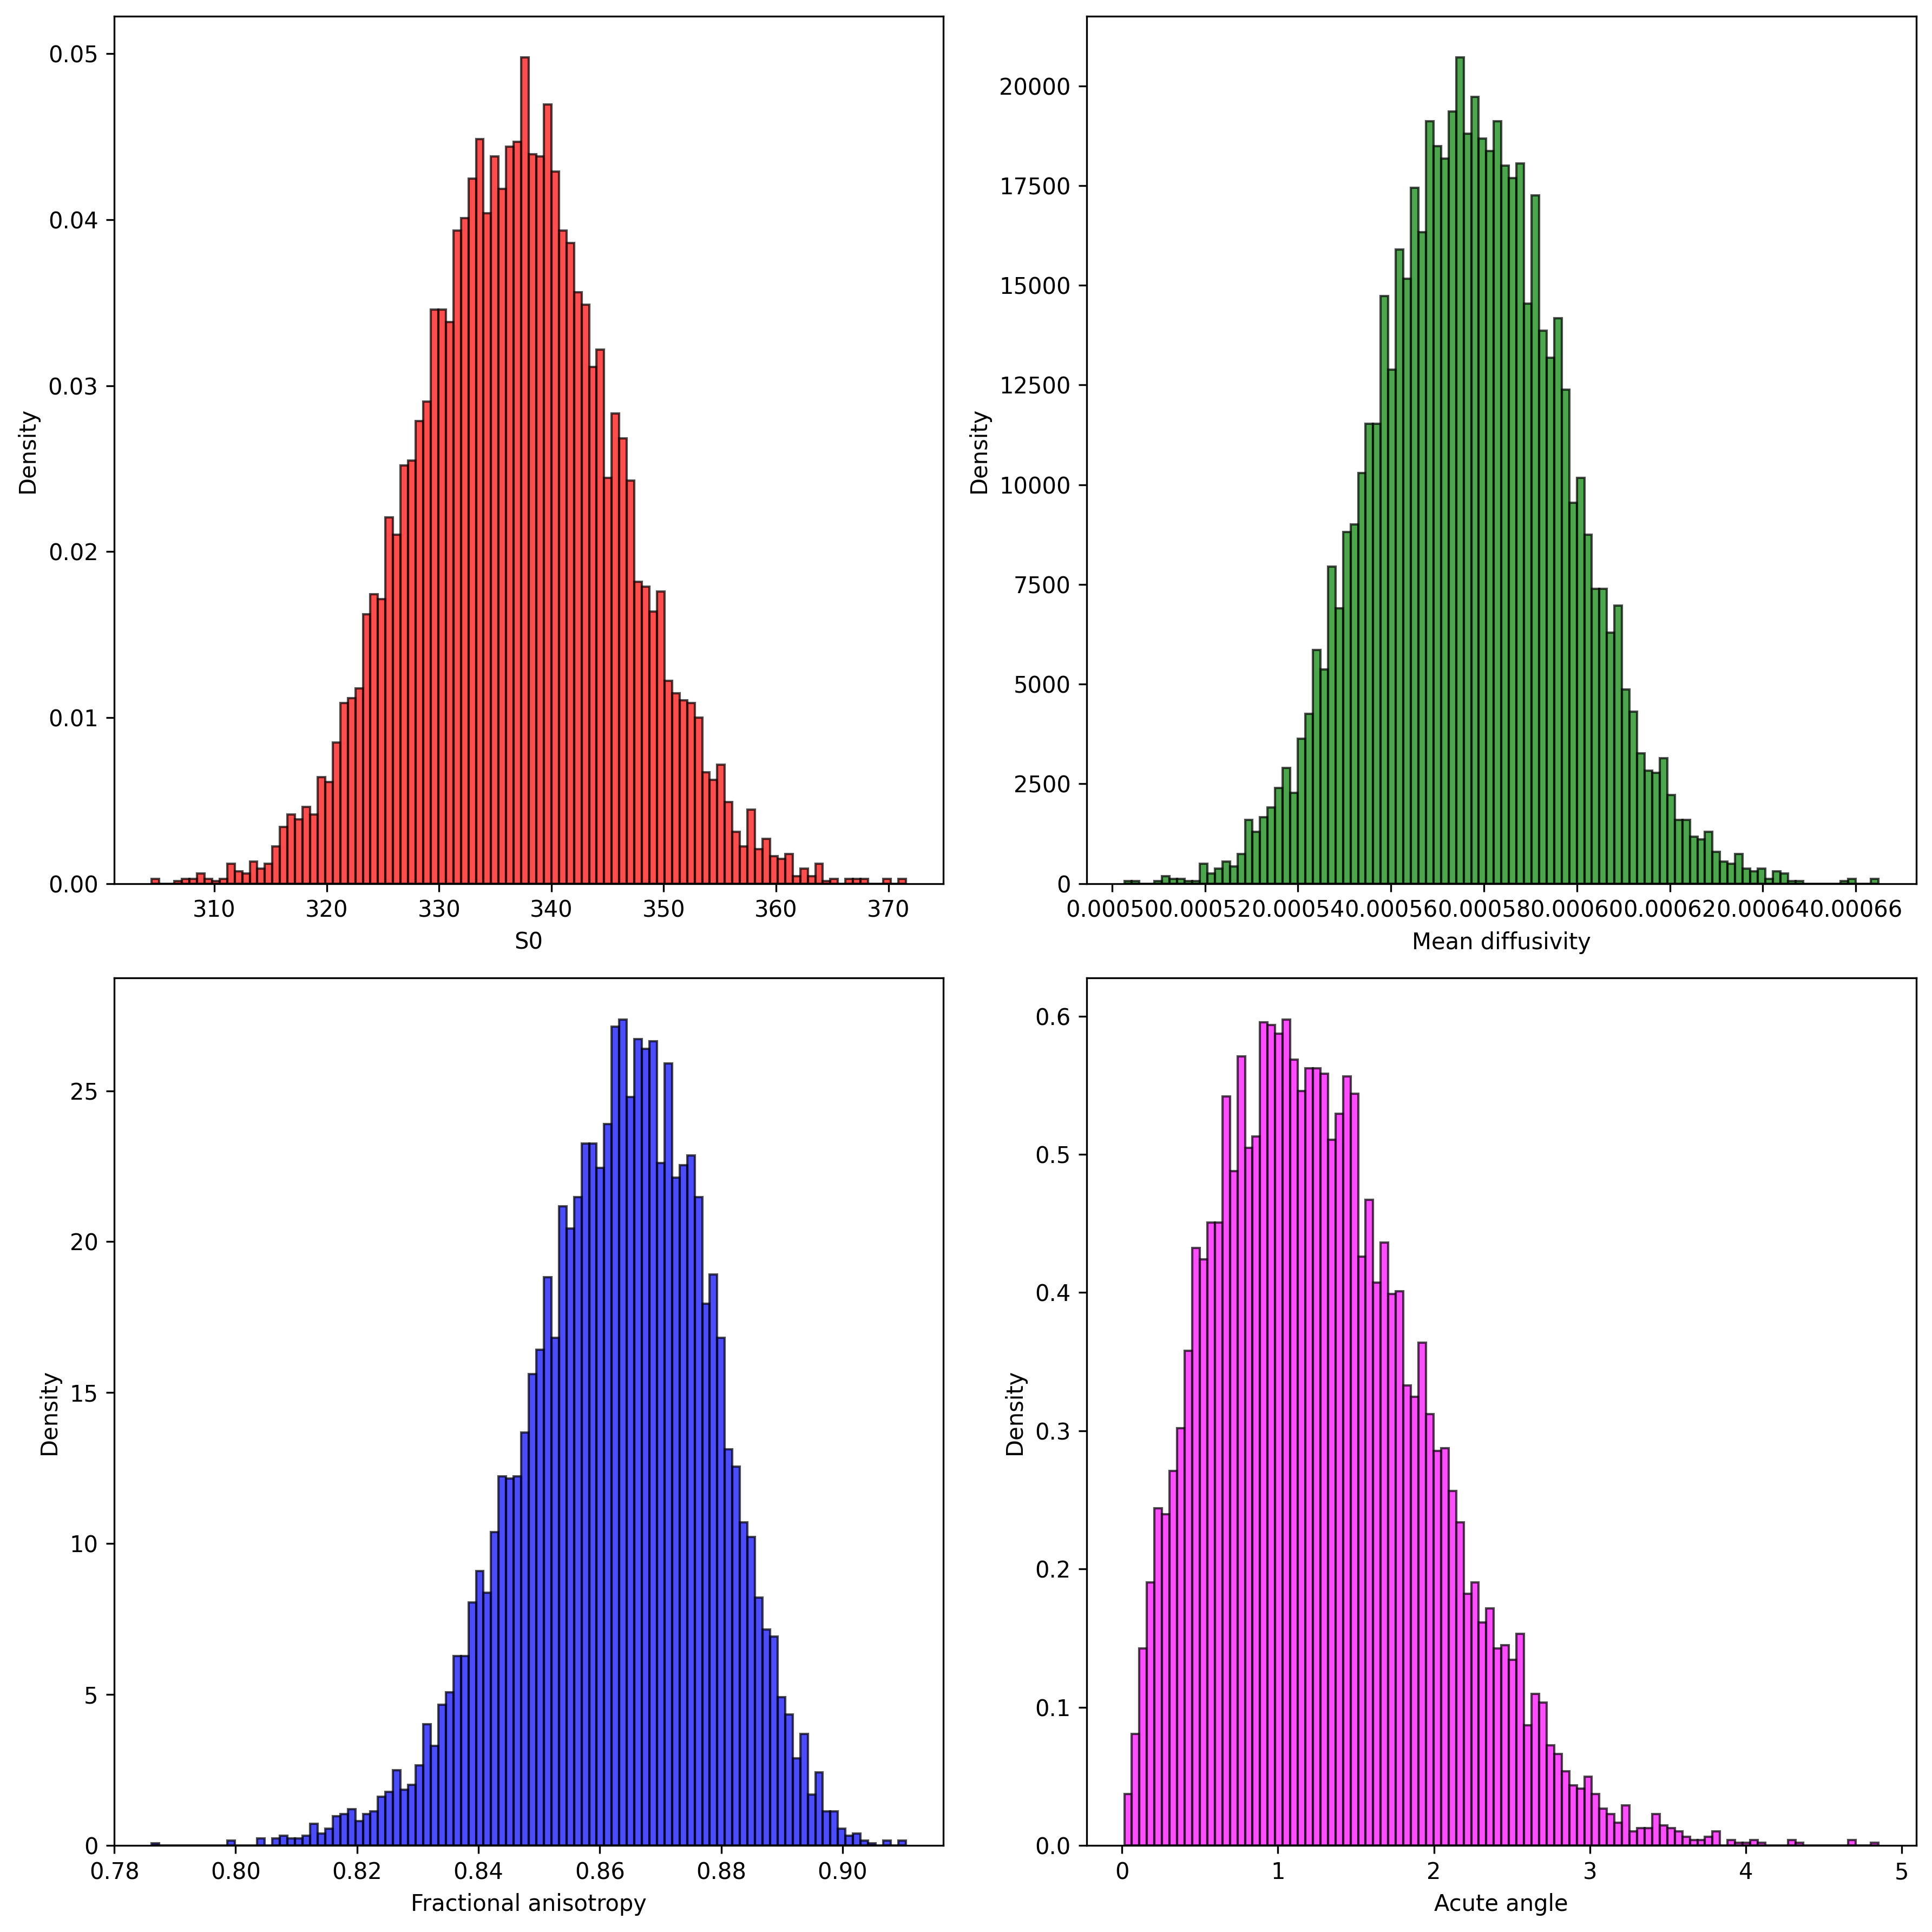 Density
0.05
0.04
0.03
0.02
0.01
0.00
310 320 330 340 350 360 370
S0
Density
20000
17500
15000
12500
10000
7500
5000
2500
0
0.000500.000520.000540.000560.000580.000600.000620.000640.00066
Mean diffusivity
Density
25
20
15
10
5
0
0.78 0.80 0.82 0.84 0.86 0.88 0.90
Fractional anisotropy
Density
0.6
0.5
0.4
0.3
0.2
0.1
0.0
0 1 2 3 4 5
Acute angle